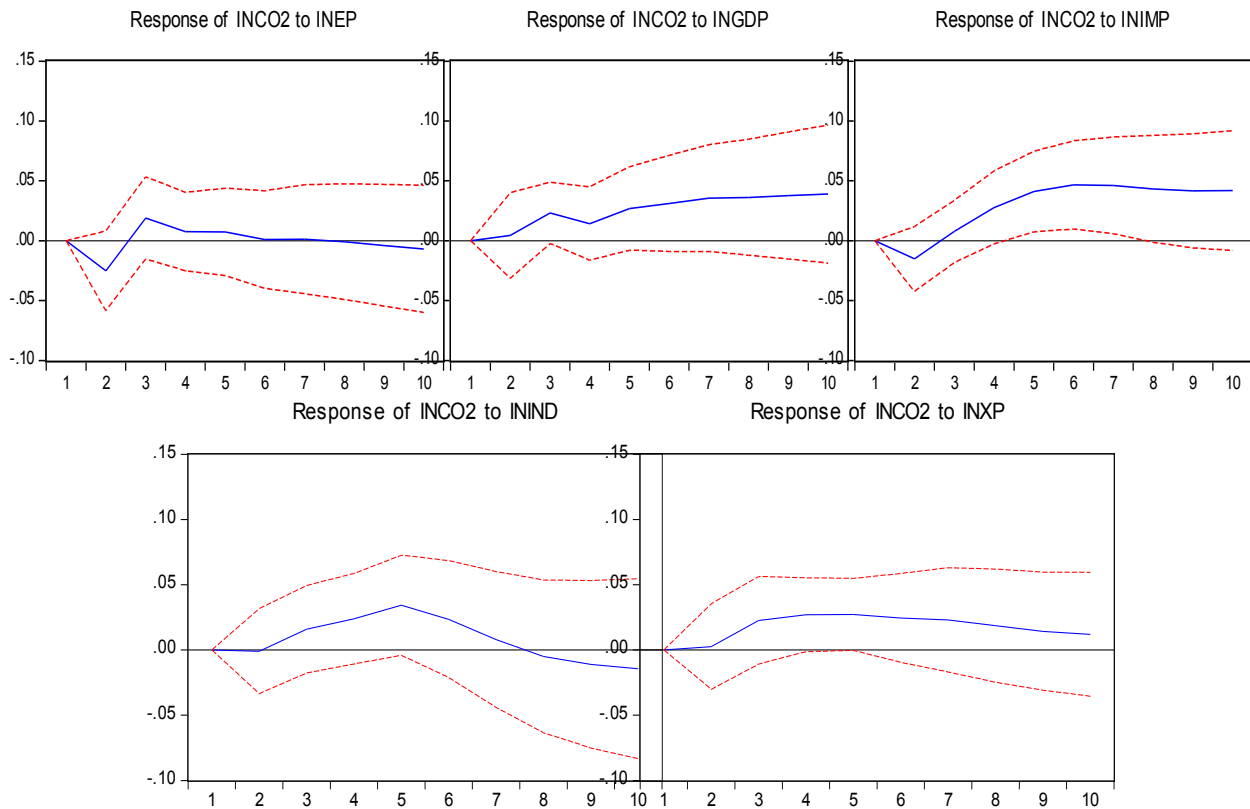 Response of INCO2 to INEP
Response of INCO2 to INGDP
Response of INCO2 to INIMP
.15 .15 .15
.10 .10 .10
.05 .05 .05
.00 .00 .00
-.05 -.05 -.05
-.10 -.10 -.10
1 2 3 4 5 6 7 8 9 10
1 2 3 4 5 6 7 8 9 10
1 2 3 4 5 6 7 8 9 10
Response of INCO2 to ININD
Response of INCO2 to INXP
.15 .15
.10 .10
.05 .05
.00 .00
-.05 -.05
-.10 -.10
1 2 3 4 5 6 7 8 9 10
1 2 3 4 5 6 7 8 9 10